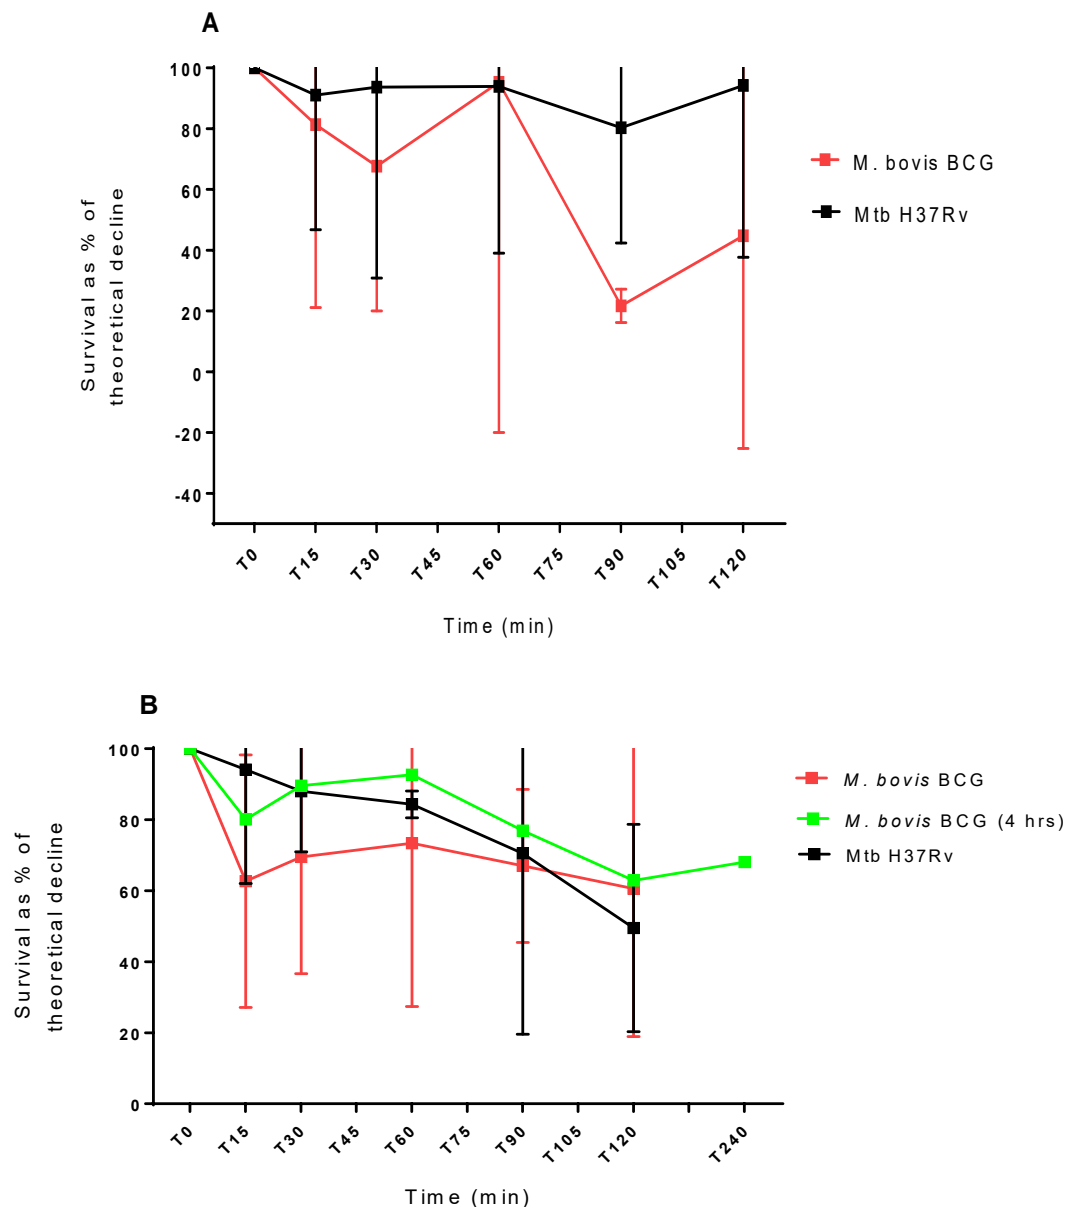 A
100
80
60
40
20
0
-20
-40
Survival as % of
theoretical decline
T0
T15
T30
T45
T60
T75
T90
T105
T120
Time (min)
M. bovis BCG
Mtb H37Rv
B
100
80
60
40
20
0
Survival as % of
theoretical decline
T0
T15
T30
T45
T60
T75
T90
T105
T120
T240
Time (min)
M. bovis BCG
M. bovis BCG (4 hrs)
Mtb H37Rv